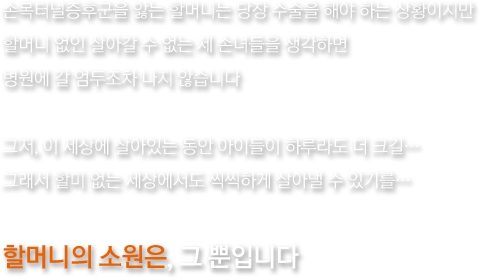 손목터널증후군을 앓는 할머니는 당장 수술을 해야 하는 상황이지만
할머니 없인 살아갈 수 없는 세 손녀들을 생각하면
병원에 갈 엄두조차 나지 않습니다
그저, 이 세상에 살아있는 동안 아이들이 하루라도 더 크길…
그래서 할미 없는 세상에서도 씩씩하게 살아낼 수 있기를…
할머니의 소원은, 그 뿐입니다